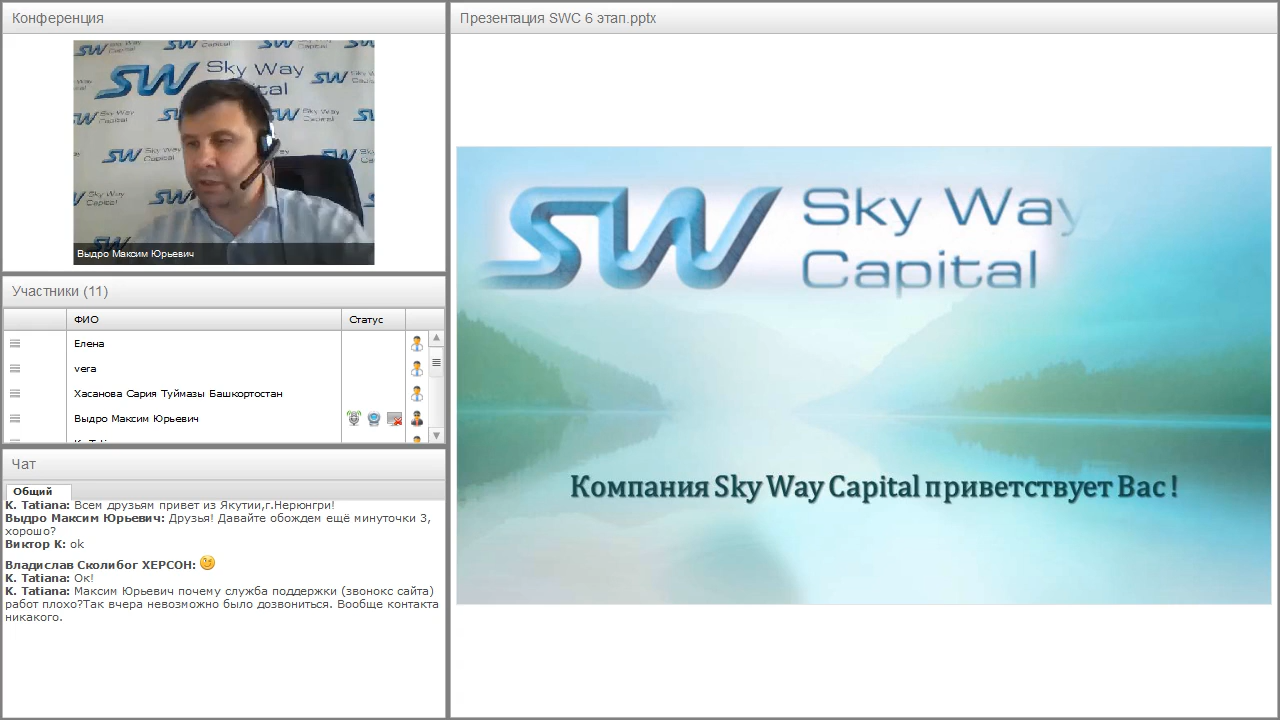 Конференция
SW Sky Way
Capital
Выдро Максим Юрьевич
Участники (11)
ФИО Статус
Елена
vera
Хасанова Сария Туймазы Башкортостан
Выдро Максим Юрьевич
Чат
Общий
K. Tatiana: Всем друзьям привет из Якутии,г.Нерюнгри!
Выдро Максим Юрьевич: Друзья! Давайте обождем ещё минуточки 3,
хорошо?
Виктор К: ok
Владислав Сколибог ХЕРСОН:
K. Tatiana: Ок!
K. Tatiana: Максим Юрьевич почему служба поддержки (звонокс сайта)
работ плохо?Так вчера невозможно было дозвониться. Вообще контакта
никакого.
Презентация SWC 6 этап.pptx
SW Sky Way
Capital
Компания Sky Way Capital приветствует Вас !